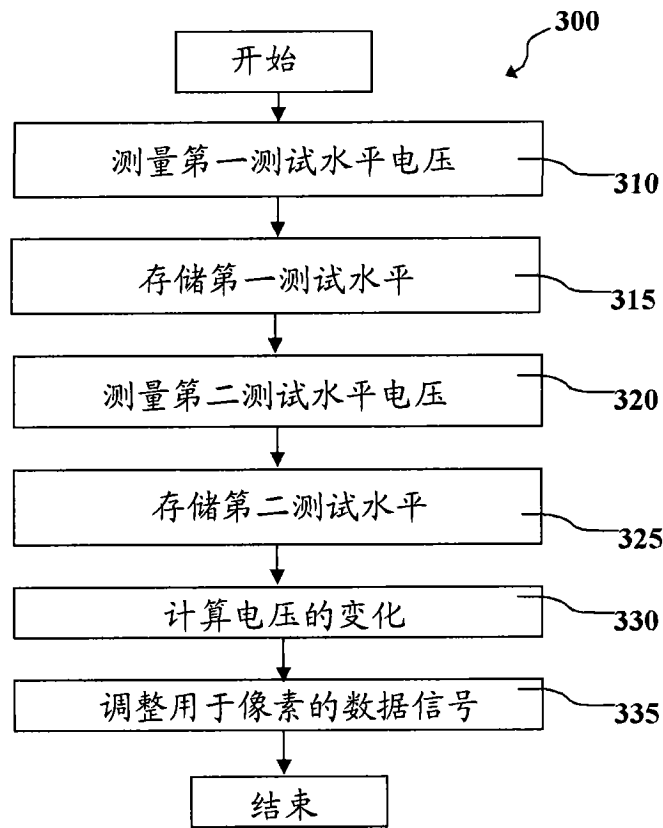 300
开始
测量第一测试水平电压
310
存储第一测试水平
315
测量第二测试水平电压
320
存储第二测试水平
325
计算电压的变化
330
调整用于像素的数据信号
335
结束